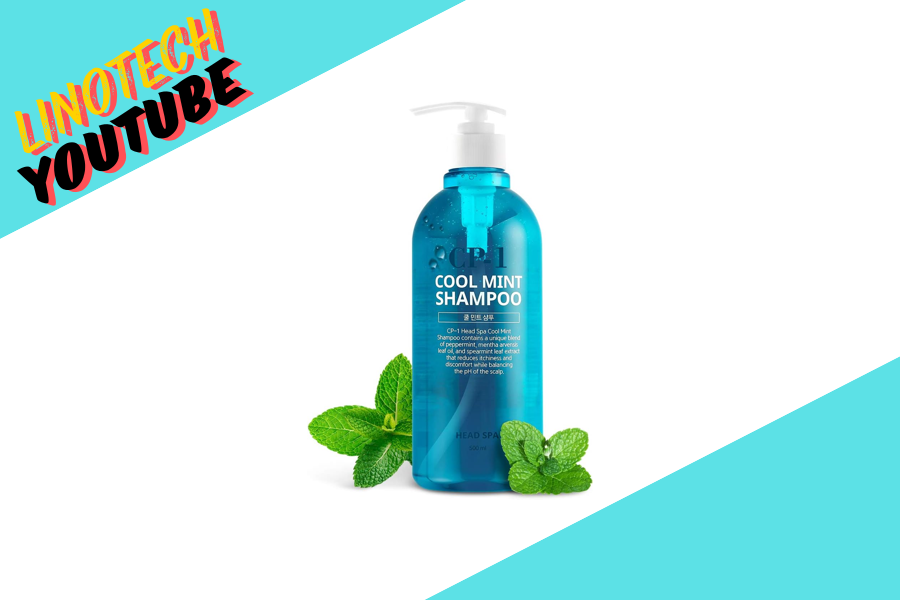 LINOTECH
YOUTUBE
CP-1
COOL MINT
SHAMPOO
쿨 민트 샴푸
CP-1 Head Spa Cool Mint
Shampoo contains a unique blend
of peppermint, mentha arvensis
leaf oil, and spearmint leaf extract
that reduces itchiness and
discomfort while balancing
the pH of the scalp.
HEAD SPA